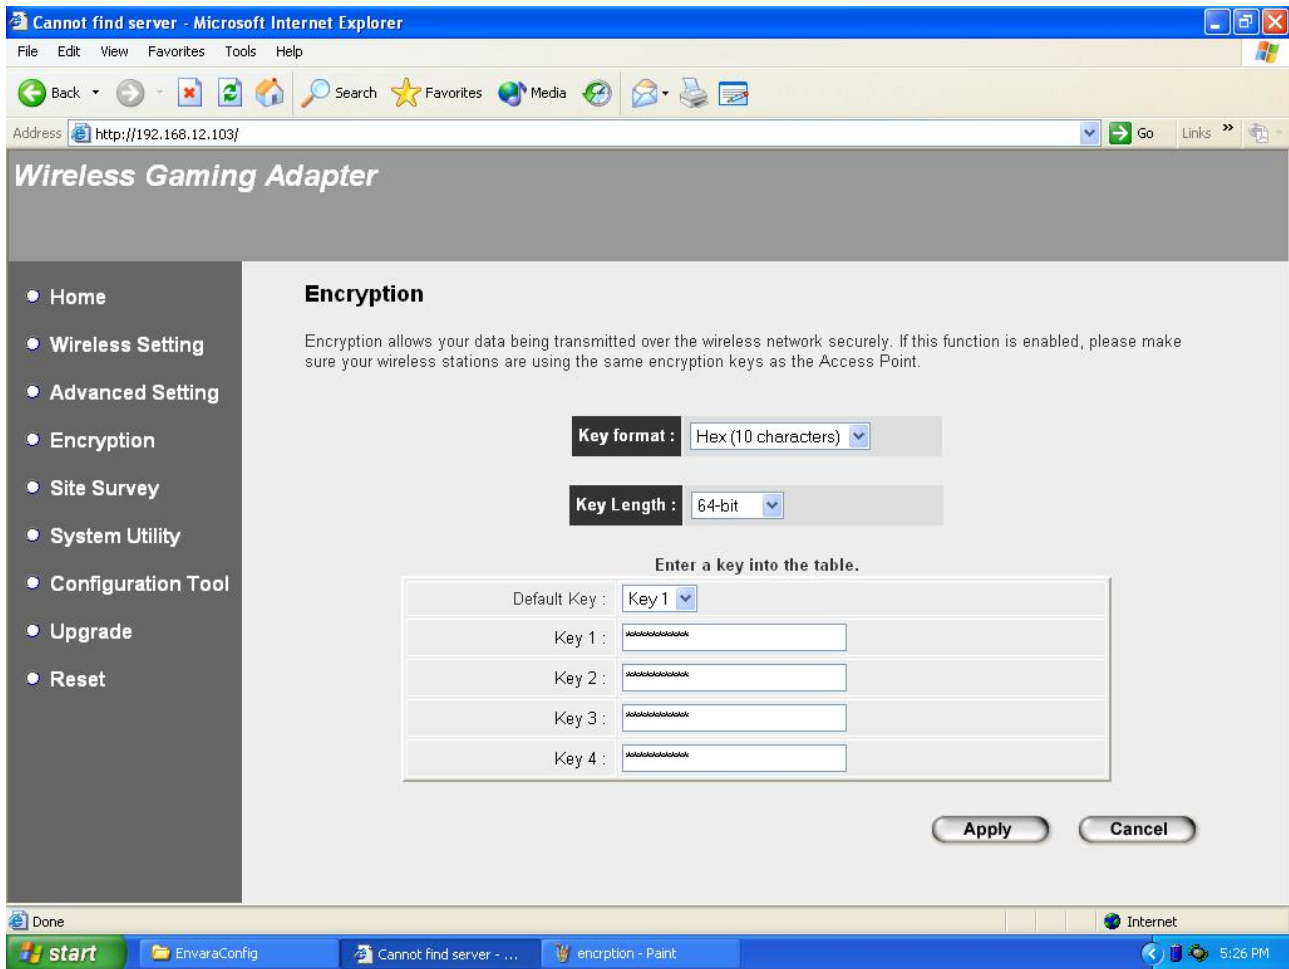 Cannot find server - Microsoft Internet Explorer
File Edit View Favorites Tools Help
Back Search Favorites Media
Address http://192.168.12.103/ Go Links »
Wireless Gaming Adapter
Home
Wireless Setting
Advanced Setting
Encryption
Site Survey
System Utility
Configuration Tool
Upgrade
Reset
Encryption
Encryption allows your data being transmitted over the wireless network securely. If this function is enabled, please make
sure your wireless stations are using the same encryption keys as the Access Point.
Key format : Hex (10 characters)
Key Length : 64-bit
Enter a key into the table.
Default Key : Key 1
Key 1 : **********
Key 2 : **********
Key 3 : **********
Key 4 : **********
Apply Cancel
Done Internet
start EnvaraConfig Cannot find server - ... encrption - Paint 5:26 PM